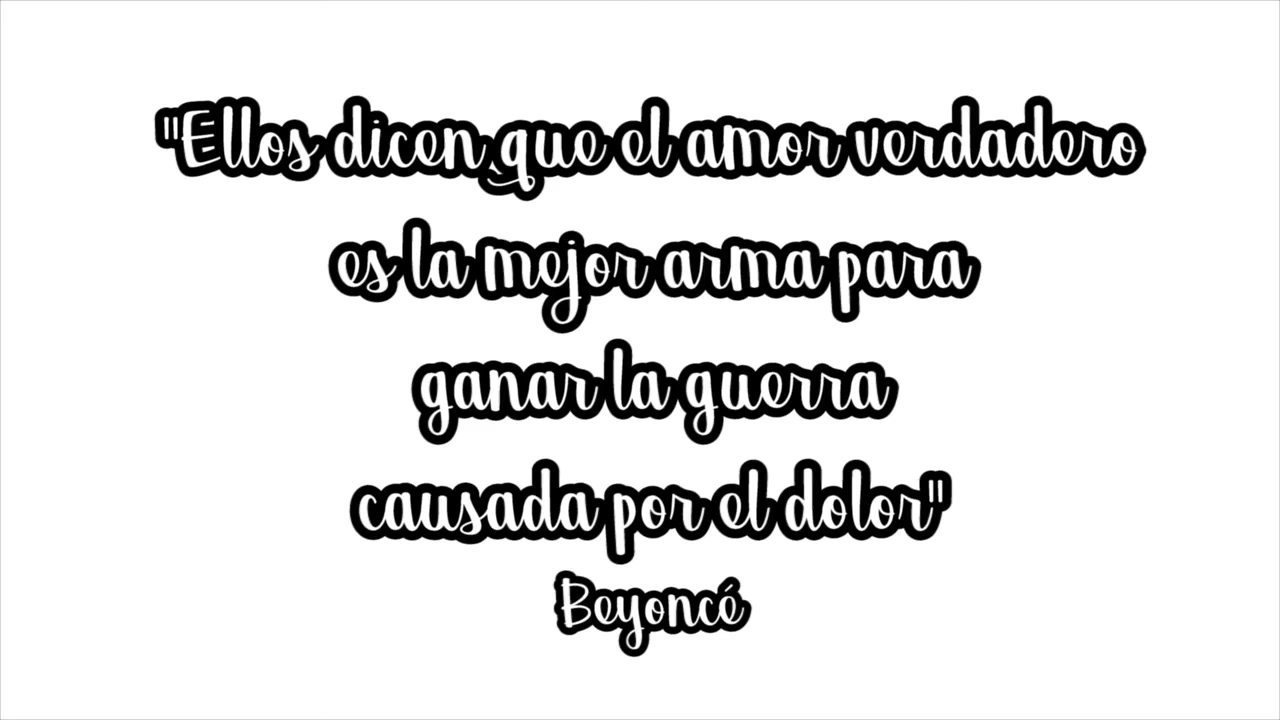 "Ellos dicen que el amor verdadero
es la mejor arma para
ganar la guerra
causada por el dolor"
Beyoncé